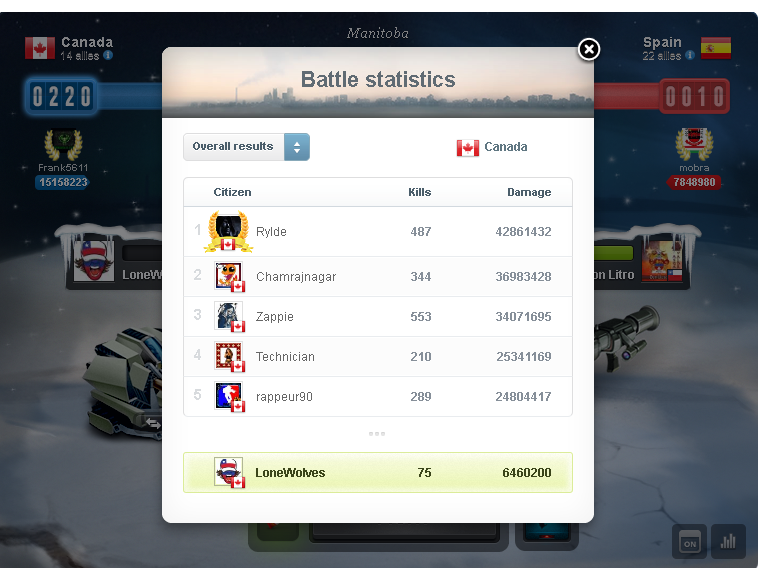 Manitoba
Canada
14 allies
Spain
22 allies
Battle statistics
0220
0010
Overall results
Canada
Frank5611
15158223
mobra
7848980
Citizen Kills Damage
1 Rylde 487 42861432
2 Chamrajnagar 344 36983428
3 Zappie 553 34071695
4 Technician 210 25341169
5 rappeur90 289 24804417
LoneW
on Litro
...
LoneWolves 75 6460200
ON